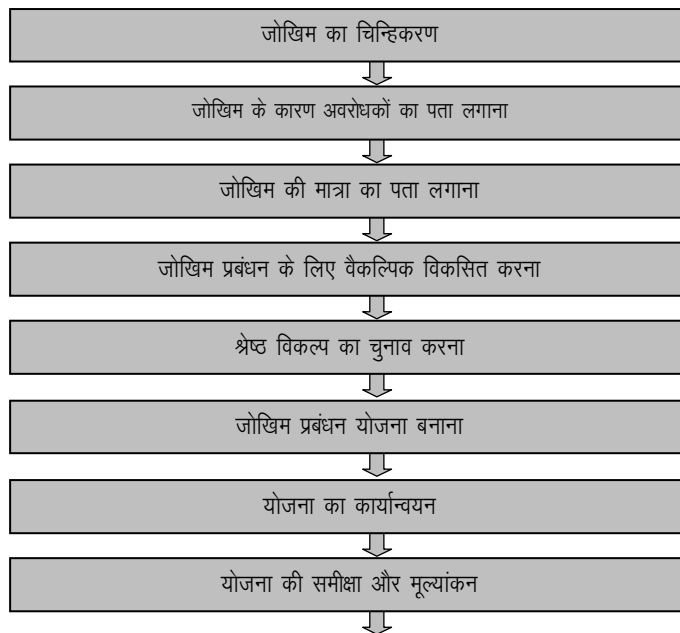 जोखिम का चिन्हिकरण
जोखिम के कारण अवरोधकों का पता लगाना
जोखिम की मात्रा का पता लगाना
जोखिम प्रबंधन के लिए वैकल्पिक विकसित करना
श्रेष्ठ विकल्प का चुनाव करना
जोखिम प्रबंधन योजना बनाना
योजना का कार्यान्वयन
योजना की समीक्षा और मूल्यांकन